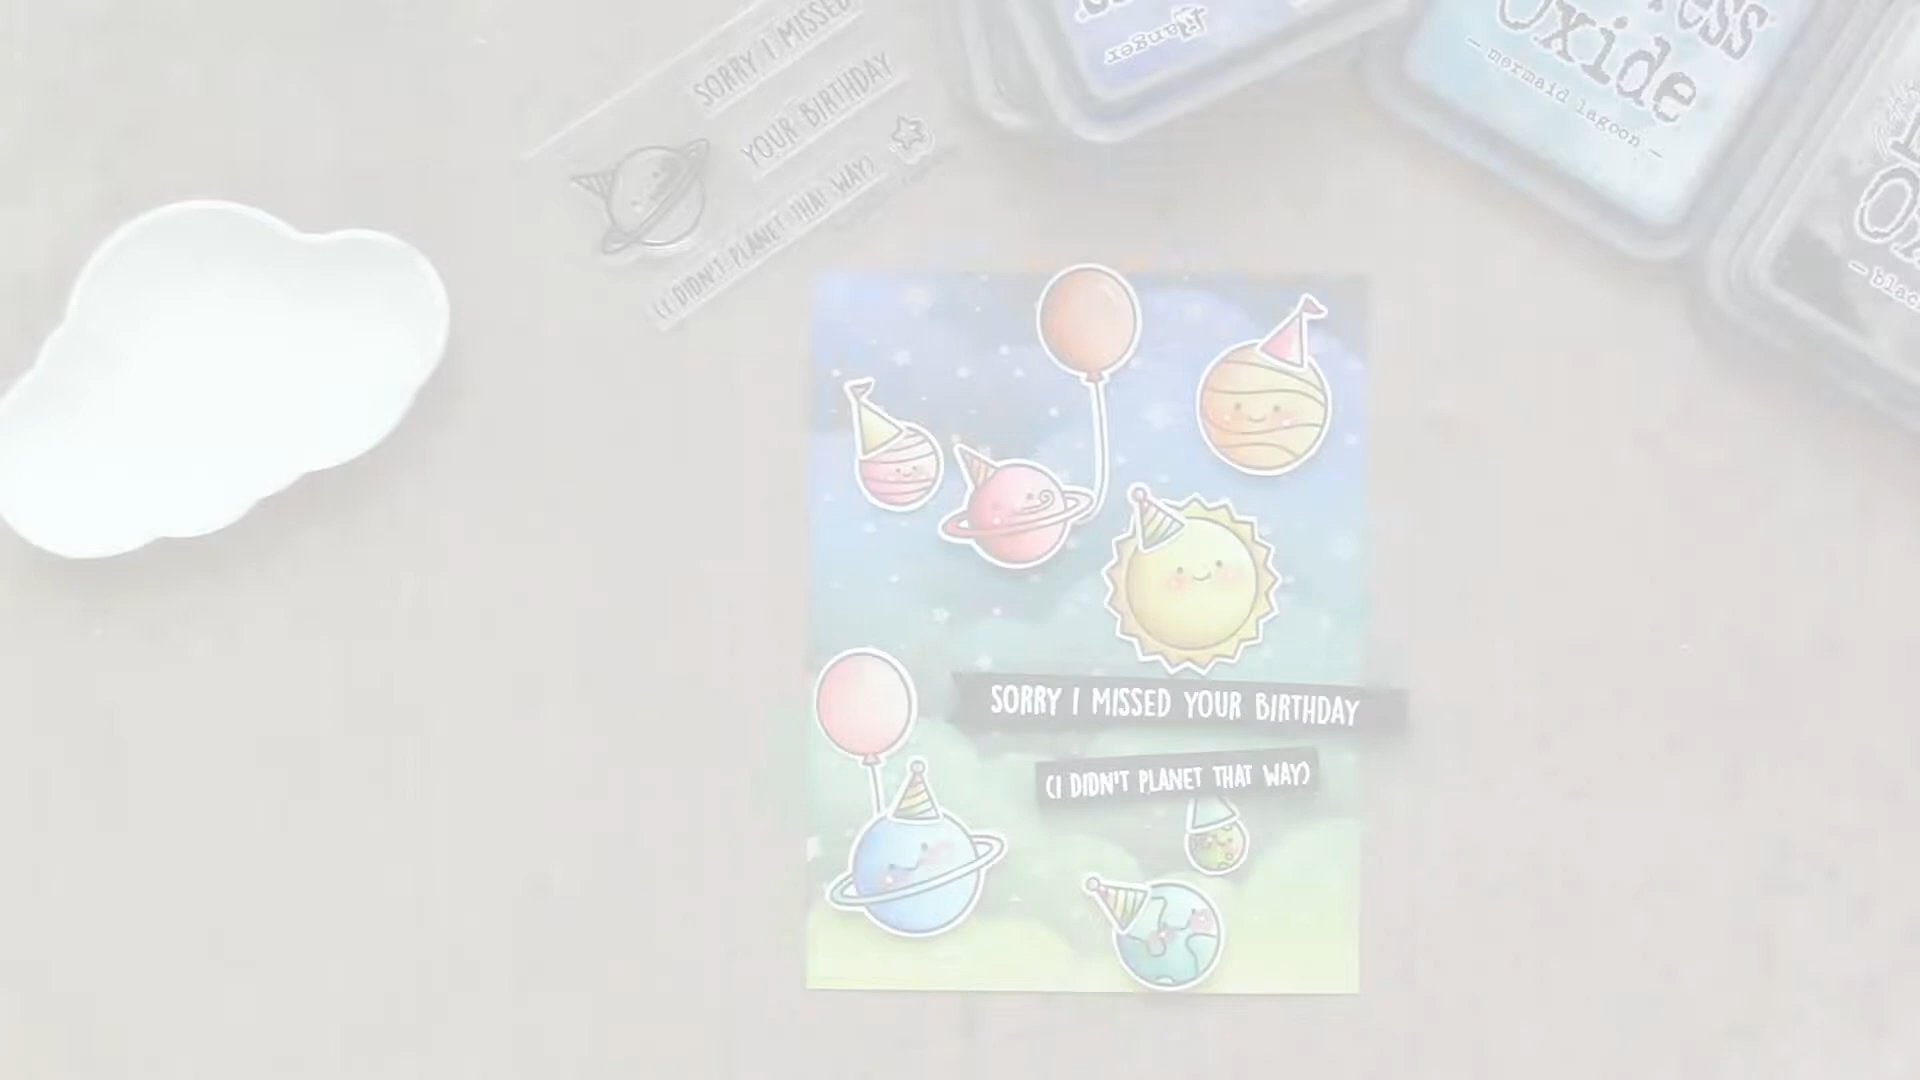 SORRY I MISSED
YOUR BIRTHDAY
(I DIDN'T PLANET THAT WAY)
Ranger
ress
Oxide
— mermaid lagoon —
SORRY I MISSED YOUR BIRTHDAY
(I DIDN'T PLANET THAT WAY)